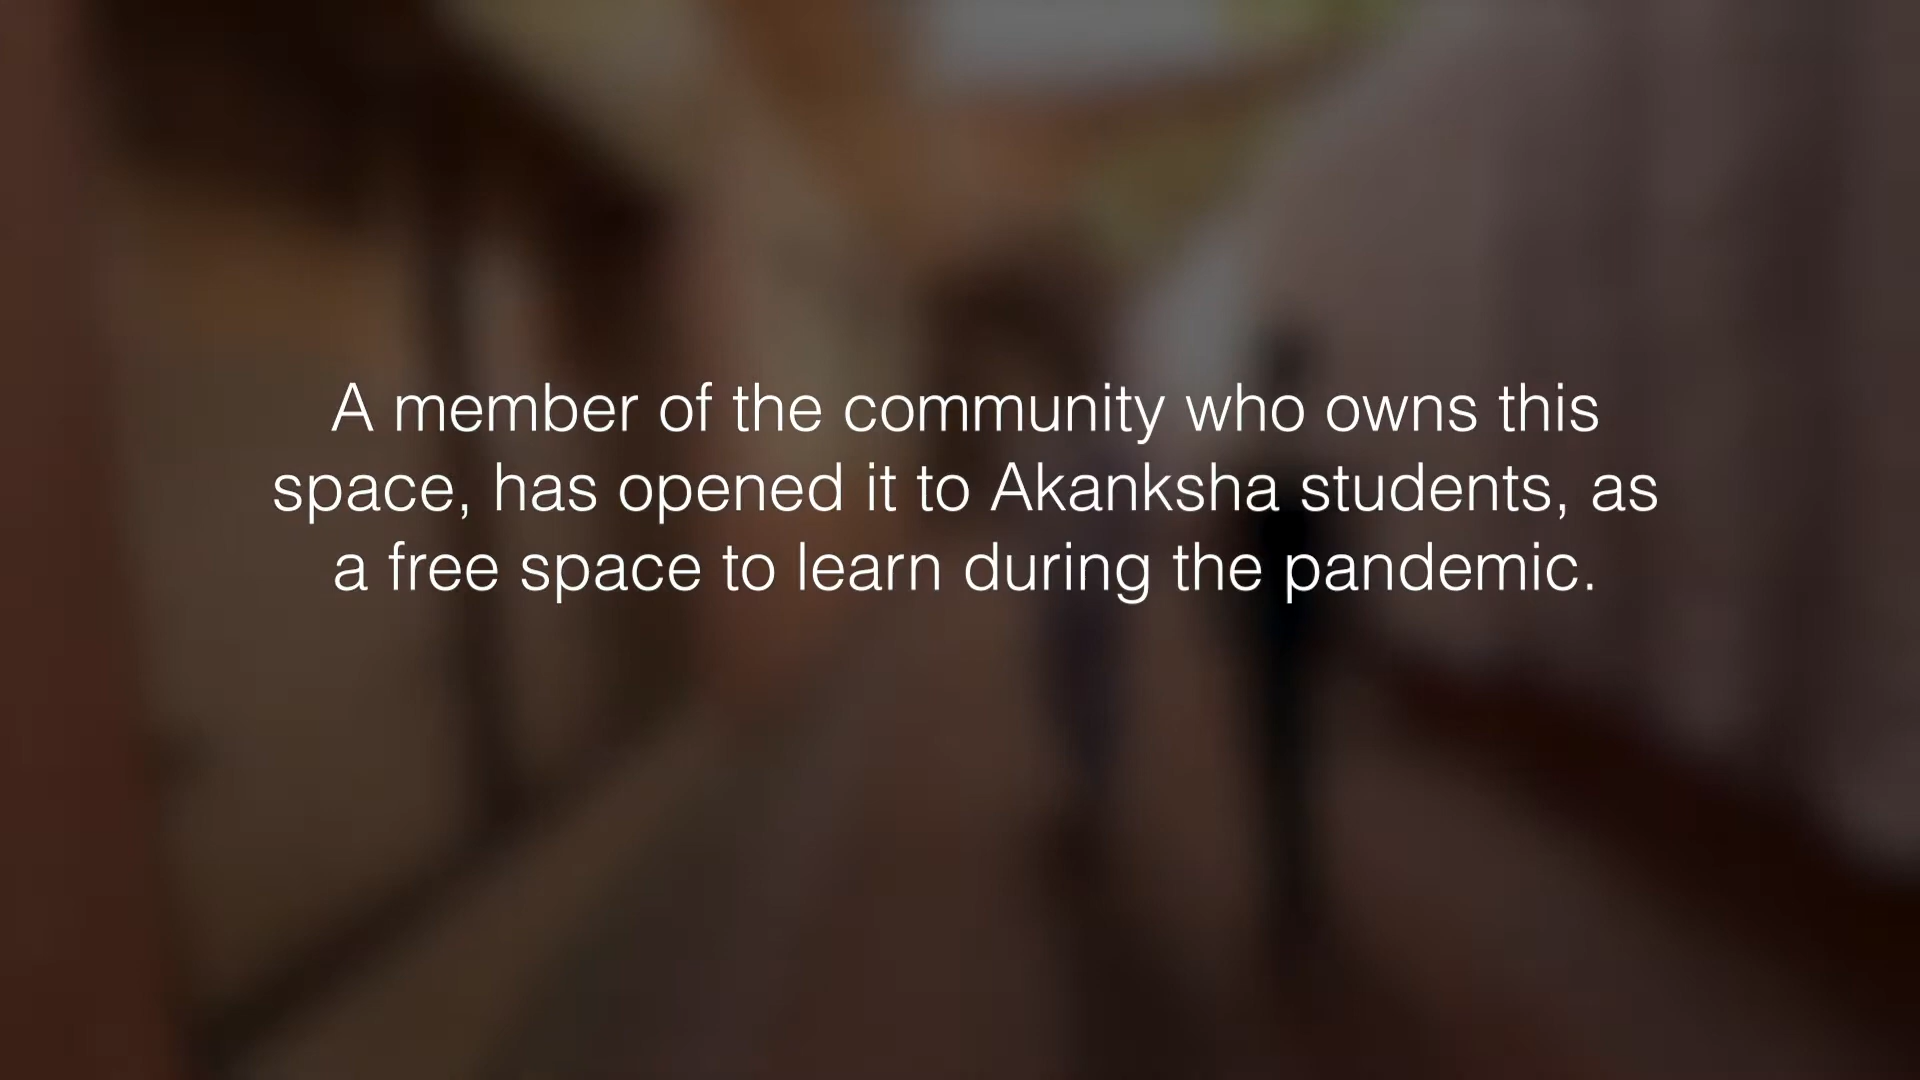 A member of the community who owns this
space, has opened it to Akanksha students, as
a free space to learn during the pandemic.